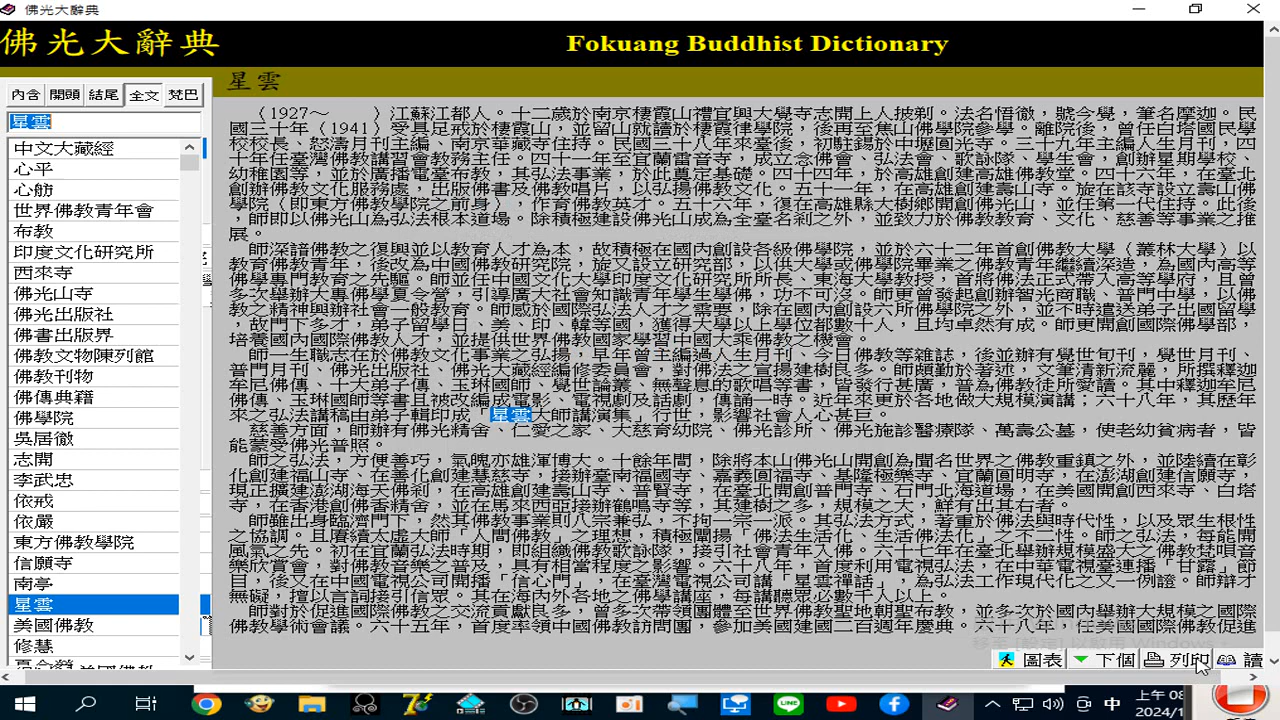 佛光大辭典
佛光大辭典
Fokuang Buddhist Dictionary
星雲
內含 開頭 結尾 全文 梵巴
星雲
中文大藏經
心平
心舫
世界佛教青年會
布教
印度文化研究所
西來寺
佛光山寺
佛光出版社
佛書出版界
佛教文物陳列館
佛教刊物
佛傳典籍
佛學院
吳居徹
志開
李武忠
依戒
依嚴
東方佛教學院
信願寺
南亭
星雲
美國佛教
修慧
（1927～　　）江蘇江都人。十二歲於南京棲霞山禮宜興大覺寺志開上人披剃。法名悟徹，號今覺，筆名摩迦。民
國三十年（1941）受具足戒於棲霞山，並留山就讀於棲霞律學院，後再至焦山佛學院參學。離院後，曾任白塔國民學
校校長、怒濤月刊主編、南京華藏寺住持。民國三十八年來臺後，初駐錫於中壢圓光寺。三十九年主編人生月刊，四
十年任臺灣佛教講習會教務主任。四十一年至宜蘭雷音寺，成立念佛會、弘法會、歌詠隊、學生會，創辦星期學校、
幼稚園等，並於廣播電臺布教，其弘法事業，於此奠定基礎。四十四年，於高雄創建高雄佛教堂。四十六年，在臺北
創辦佛教文化服務處，出版佛書及佛教唱片，以弘揚佛教文化。五十一年，在高雄創建壽山寺。旋在該寺設立壽山佛
學院（即東方佛教學院之前身），作育佛教英才。五十六年，復在高雄縣大樹鄉開創佛光山，並任第一代住持。此後
，師即以佛光山為弘法根本道場。除積極建設佛光山成為全臺名剎之外，並致力於佛教教育、文化、慈善等事業之推
展。
師深諳佛教之復興並以教育人才為本，故積極在國內創設各級佛學院，並於六十二年首創佛教大學（叢林大學）以
教育佛教青年，後改為中國佛教研究院，旋又設立研究部，以供大學或佛學院畢業之佛教青年繼續深造，為國內高等
佛學專門教育之先驅。師並任中國文化大學印度文化研究所所長、東海大學教授，首將佛法正式帶入高等學府，且曾
多次舉辦大專佛學夏令營，引導廣大社會知識青年學生學佛，功不可沒。師更曾發起創辦智光商職、普門中學，以佛
教之精神興辦社會一般教育。師感於國際弘法人才之需要，除在國內創設六所佛學院之外，並不時遣送弟子出國留學
，故門下多才，弟子留學日、美、印、韓等國，獲得大學以上學位都數十人，且均卓然有成。師更開創國際佛學部，
培養國內國際佛教人才，並提供世界佛教國家學習中國大乘佛教之機會。
師一生職志在於佛教文化事業之弘揚，早年曾主編過人生月刊、今日佛教等雜誌，後並辦有覺世旬刊，覺世月刊、
普門月刊、佛光出版社、佛光大藏經編修委員會，對佛法之宣揚建樹良多。師頗勤於著述，文筆清新流麗，所撰釋迦
牟尼佛傳、十大弟子傳、玉琳國師、覺世論叢、無聲息的歌唱等書，皆發行甚廣，普為佛教徒所愛讀。其中釋迦牟尼
佛傳、玉琳國師等書且被編成電影、電視劇及話劇，傳誦一時。近年來更於各地做大規模演講；六十八年，其歷年
來之弘法講稿由弟子輯印成「星雲大師講演集」行世，影響社會人心甚巨。
慈善方面，師辦有佛光精舍、仁愛之家、大慈育幼院、佛光診所、佛光施診醫療隊、萬壽公墓，使老幼貧病者，皆
能蒙受佛光普照。
師之弘法，方便善巧，氣魄亦雄渾博大。十餘年間，除將本山佛光山開創為聞名世界之佛教重鎮之外，並陸續在彰
化創建福山寺、在善化創建慧慈寺，接辦臺南福國寺、嘉義圓福寺、基隆極樂寺、宜蘭圓明寺，在澎湖創建信願寺，
現正擴建澎湖海天佛剎，在高雄創建壽山寺、普賢寺，在臺北開創普門寺、石門北海道場，在美國開創西來寺、白塔
寺，在香港創佛香精舍，並在馬來西亞接辦鶴鳴寺等，其建樹之多，規模之大，鮮有出其右者。
師雖出身臨濟門下，然其佛教事業則八宗兼弘，不拘一宗一派。其弘法方式，著重於佛法與時代性，以及眾生根性
之協調。且賡續太虛大師「人間佛教」之理想，積極闡揚「佛法生活化、生活佛法化」之不二性。師之弘法，每能開
風氣之先。初在宜蘭弘法時期，即組織佛教歌詠隊，接引社會青年入佛。六十七年在臺北舉辦規模盛大之佛教梵唄音
樂欣賞會，對佛教音樂之普及，具有相當程度之影響。六十八年，首度利用電視弘法，在中華電視臺連播「甘露」節
目，後又在中國電視公司開播「信心門」，在臺灣電視公司講「星雲禪話」，為弘法工作現代化之又一例證。師辯才
無礙，擅以言詞接引信眾。其在海內外各地之佛學講座，每講聽眾必數千人以上。
師對於促進國際佛教之交流貢獻良多，曾多次帶領團體至世界佛教聖地朝聖布教，並多次於國內舉辦大規模之國際
佛教學術會議。六十五年，首度率領中國佛教訪問團，參加美國建國二百週年慶典。六十八年，任美國國際佛教促進
圖表 下個 列印 讀
中 上午 08
2024/1